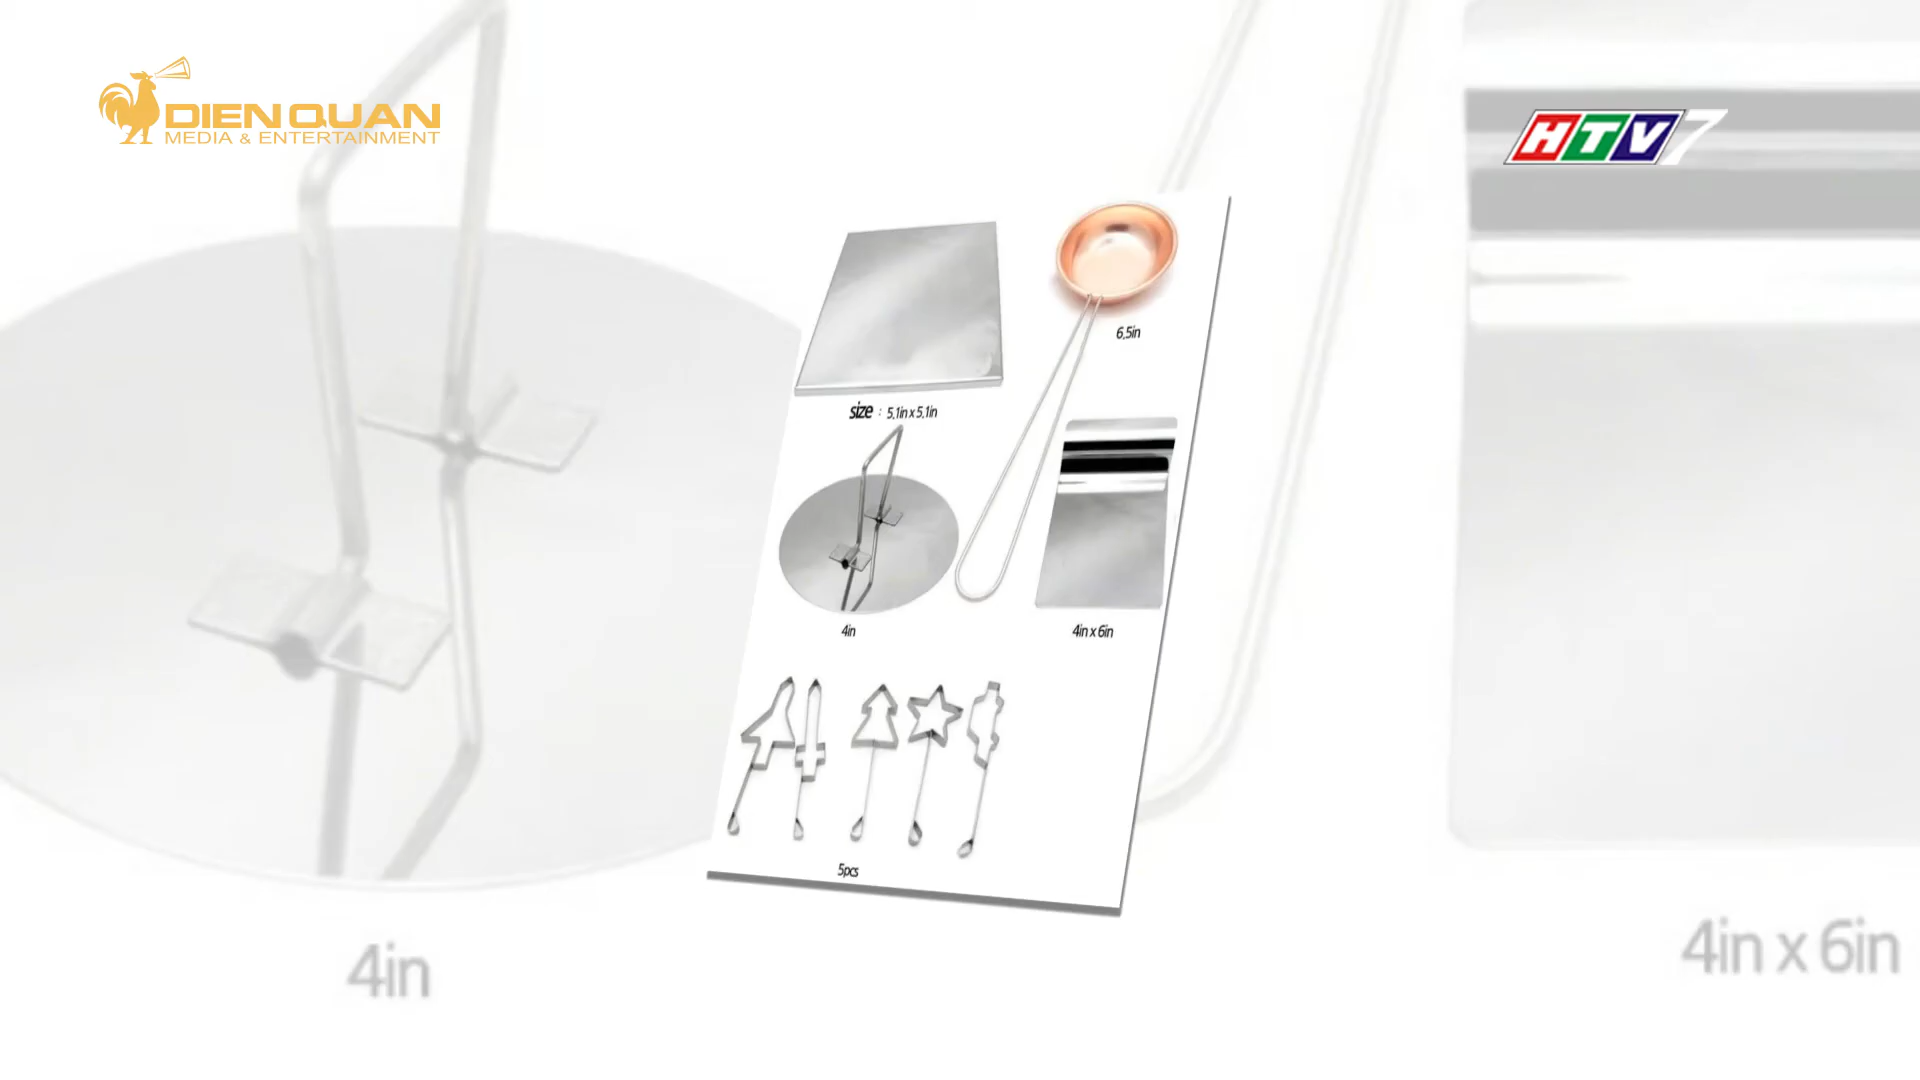 DIEN QUAN
MEDIA & ENTERTAINMENT
HTV7
6,5in
size : 5,1in x 5,1in
4in
4in x 6in
5pcs
4in
4in x 6in